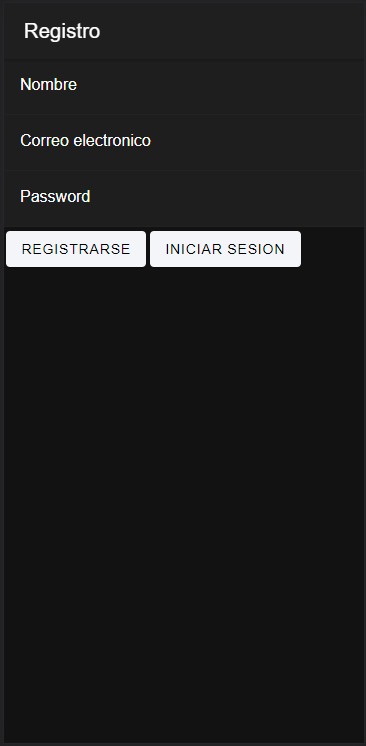 Registro
Nombre
Correo electronico
Password
REGISTRARSE INICIAR SESION